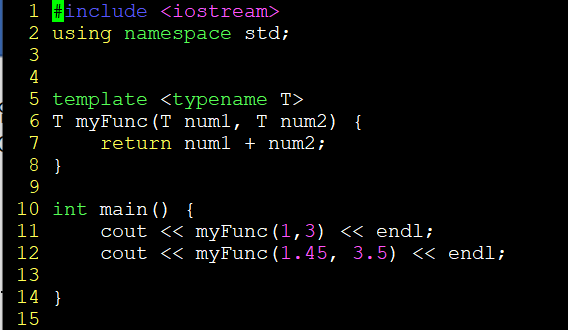 1 #include <iostream>
2 using namespace std;
3
4
5 template <typename T>
6 T myFunc(T num1, T num2) {
7     return num1 + num2;
8 }
9
10 int main() {
11     cout << myFunc(1,3) << endl;
12     cout << myFunc(1.45, 3.5) << endl;
13
14 }
15